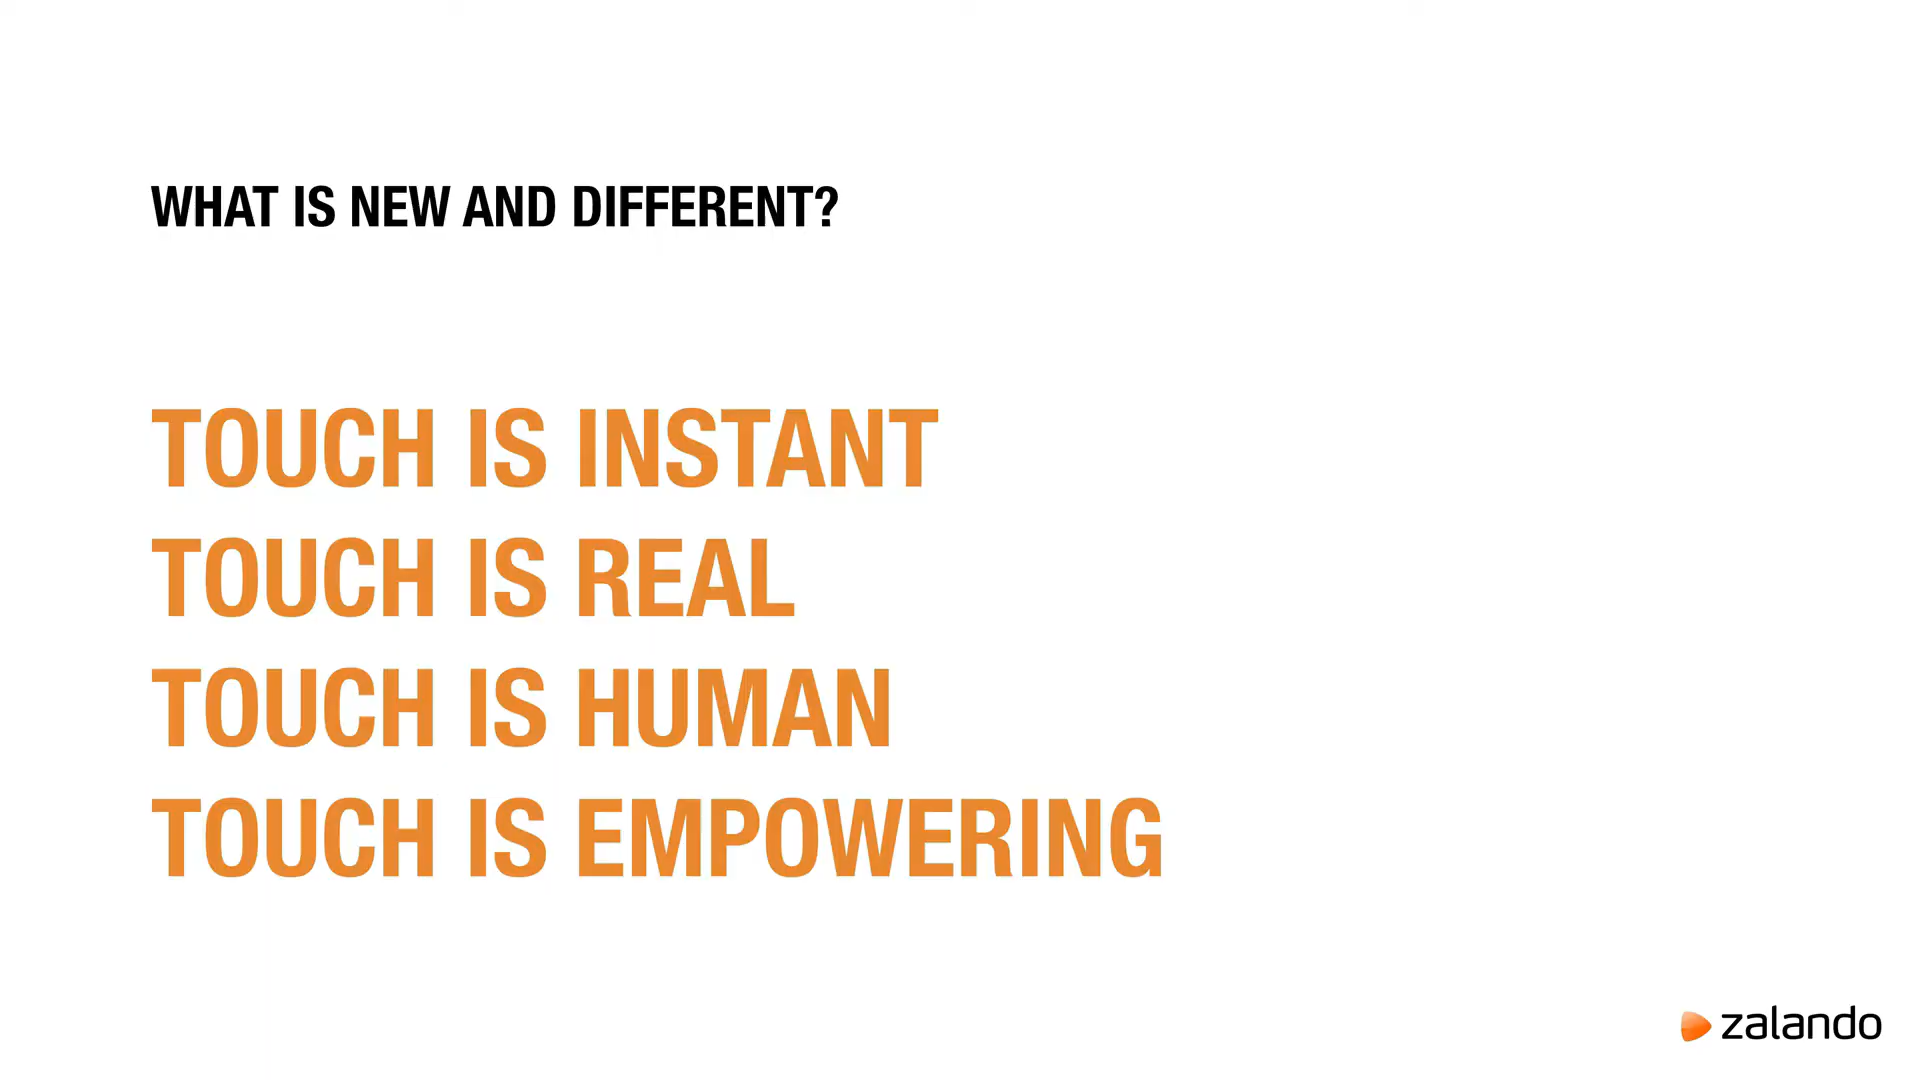 WHAT IS NEW AND DIFFERENT?
TOUCH IS INSTANT
TOUCH IS REAL
TOUCH IS HUMAN
TOUCH IS EMPOWERING
zalando